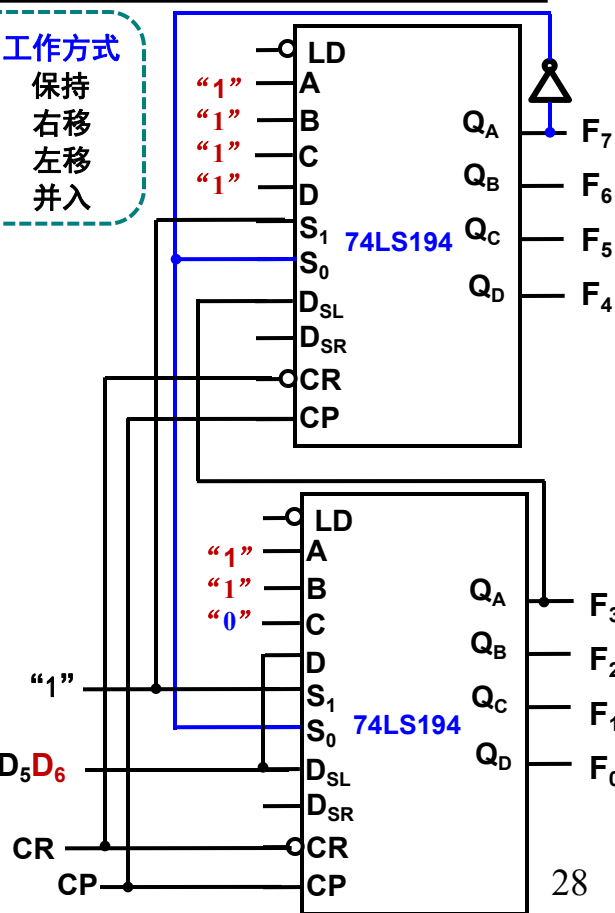 工作方式
保持
右移
左移
并入
LD
“1” A
“1” B
“1” C
“1” D
S1
S0
DSL
DSR
CR
CP
74LS194
QA F7
QB F6
QC F5
QD F4
LD
“1” A
“1” B
“0” C
D
“1” S1
S0
D5D6 DSL
DSR
CR CR
CP CP
74LS194
QA F3
QB F2
QC F1
QD F0
28